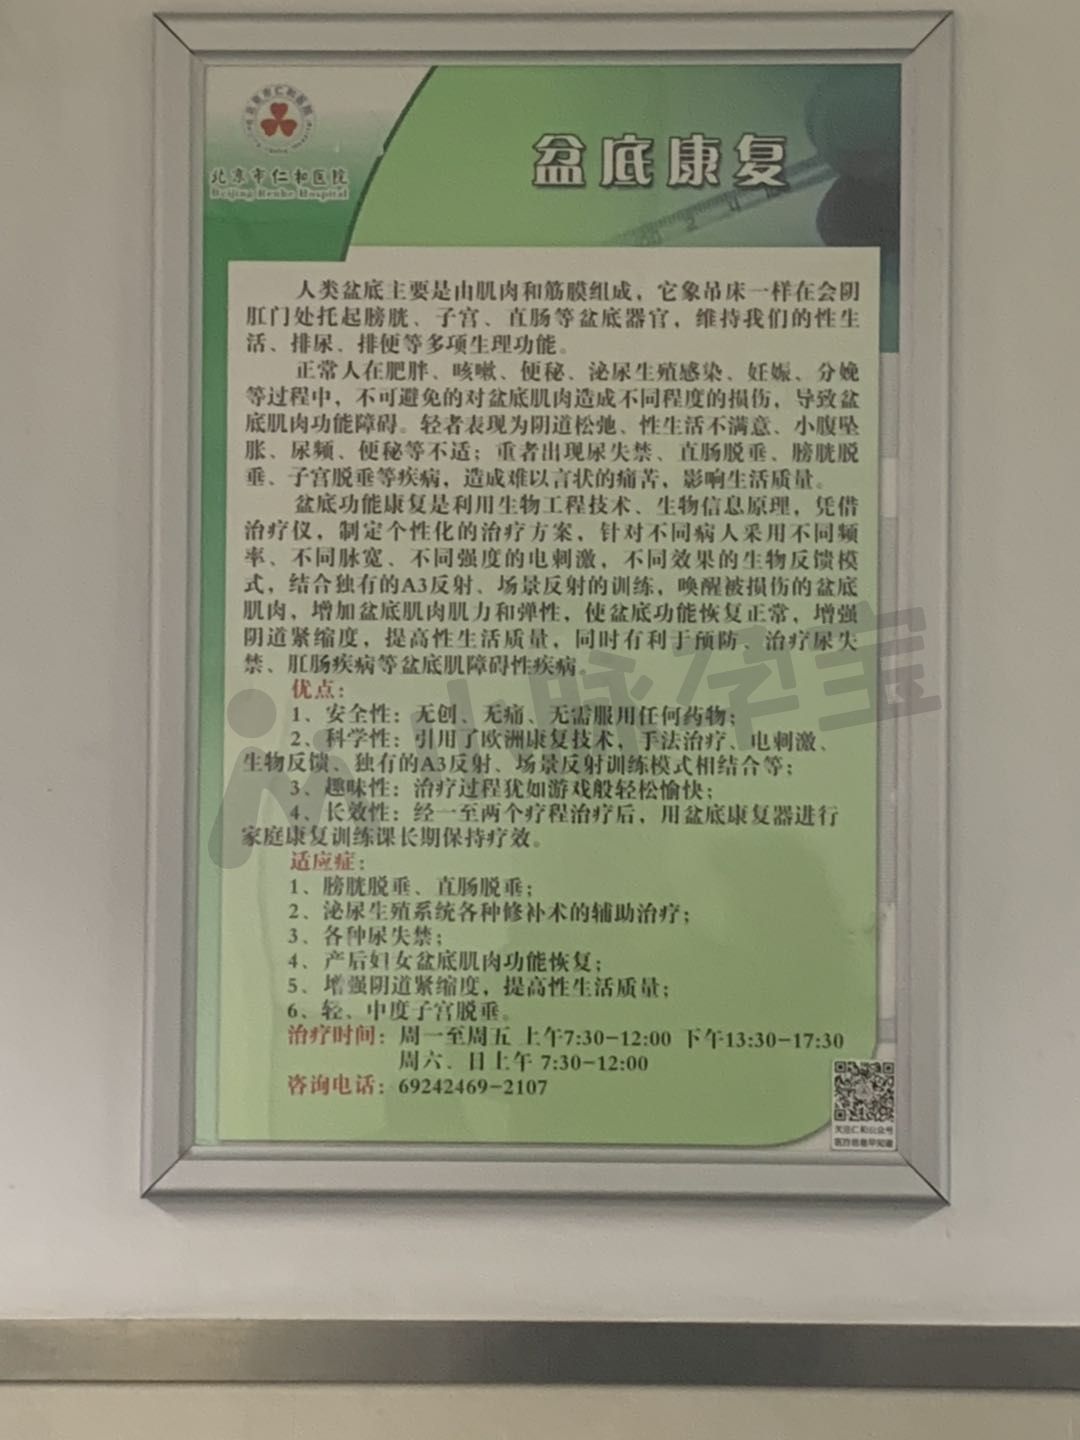 北京市仁和医院
Beijing Renhe Hospital
盆底康复
人类盆底主要是由肌肉和筋膜组成，它象吊床一样在会阴
肛门处托起膀胱、子宫、直肠等盆底器官，维持我们的性生
活、排尿、排便等多项生理功能。
正常人在肥胖、咳嗽、便秘、泌尿生殖感染、妊娠、分娩
等过程中，不可避免的对盆底肌肉造成不同程度的损伤，导致盆
底肌肉功能障碍。轻者表现为阴道松弛、性生活不满意、小腹坠
胀、尿频、便秘等不适；重者出现尿失禁、直肠脱垂、膀胱脱
垂、子宫脱垂等疾病，造成难以言状的痛苦，影响生活质量。
盆底功能康复是利用生物工程技术、生物信息原理，凭借
治疗仪，制定个性化的治疗方案，针对不同病人采用不同频
率、不同脉宽、不同强度的电刺激，不同效果的生物反馈模
式，结合独有的A3反射、场景反射的训练，唤醒被损伤的盆底
肌肉，增加盆底肌肉肌力和弹性，使盆底功能恢复正常，增强
阴道紧缩度，提高性生活质量，同时有利于预防、治疗尿失
禁、肛肠疾病等盆底肌障碍性疾病。
优点：
1、安全性：无创、无痛、无需服用任何药物；
2、科学性：引用了欧洲康复技术，手法治疗、电刺激、
生物反馈、独有的A3反射、场景反射训练模式相结合等；
3、趣味性：治疗过程犹如游戏般轻松愉快；
4、长效性：经一至两个疗程治疗后，用盆底康复器进行
家庭康复训练课长期保持疗效。
适应症：
1、膀胱脱垂、直肠脱垂；
2、泌尿生殖系统各种修补术的辅助治疗；
3、各种尿失禁；
4、产后妇女盆底肌肉功能恢复；
5、增强阴道紧缩度，提高性生活质量；
6、轻、中度子宫脱垂。
治疗时间：周一至周五 上午7:30-12:00 下午13:30-17:30
周六、日上午 7:30-12:00
咨询电话：69242469-2107
关注仁和公众号
医疗信息早知道
小脉孕宝